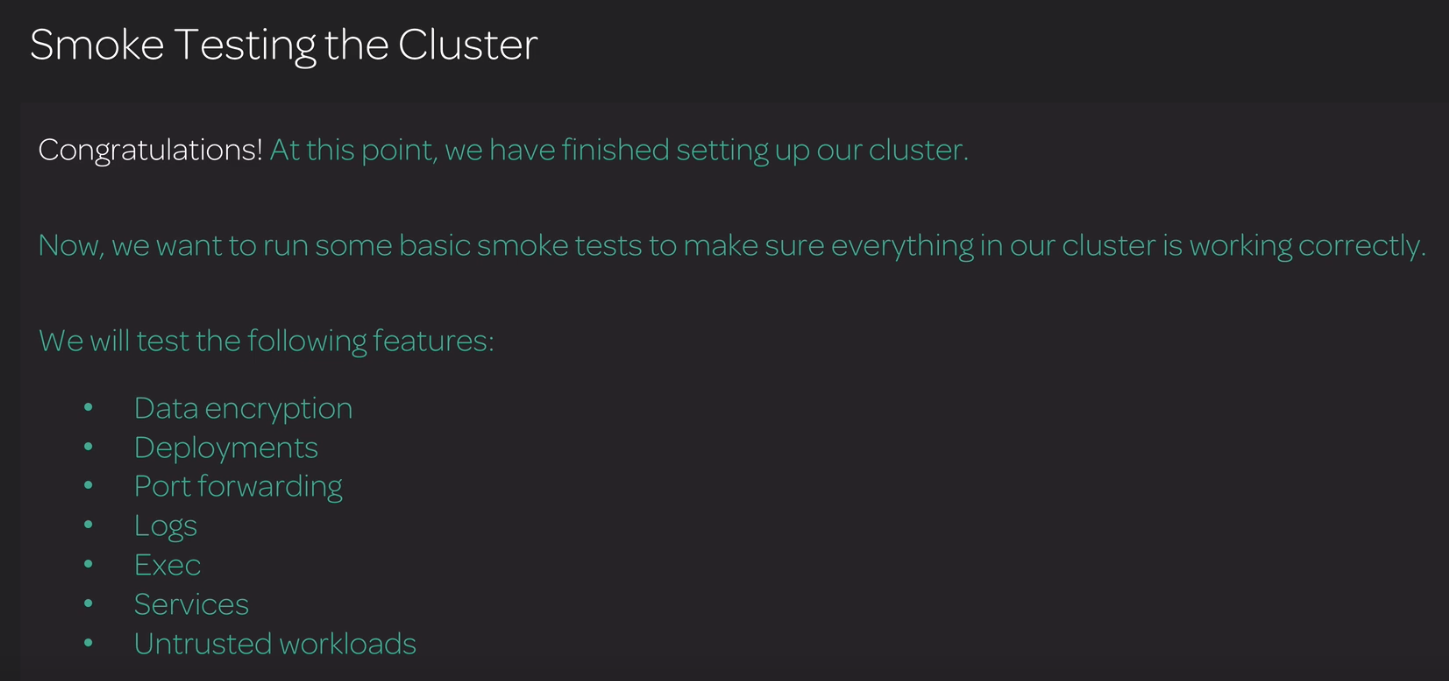 Smoke Testing the Cluster
Congratulations! At this point, we have finished setting up our cluster.
Now, we want to run some basic smoke tests to make sure everything in our cluster is working correctly.
We will test the following features:
• Data encryption
• Deployments
• Port forwarding
• Logs
• Exec
• Services
• Untrusted workloads